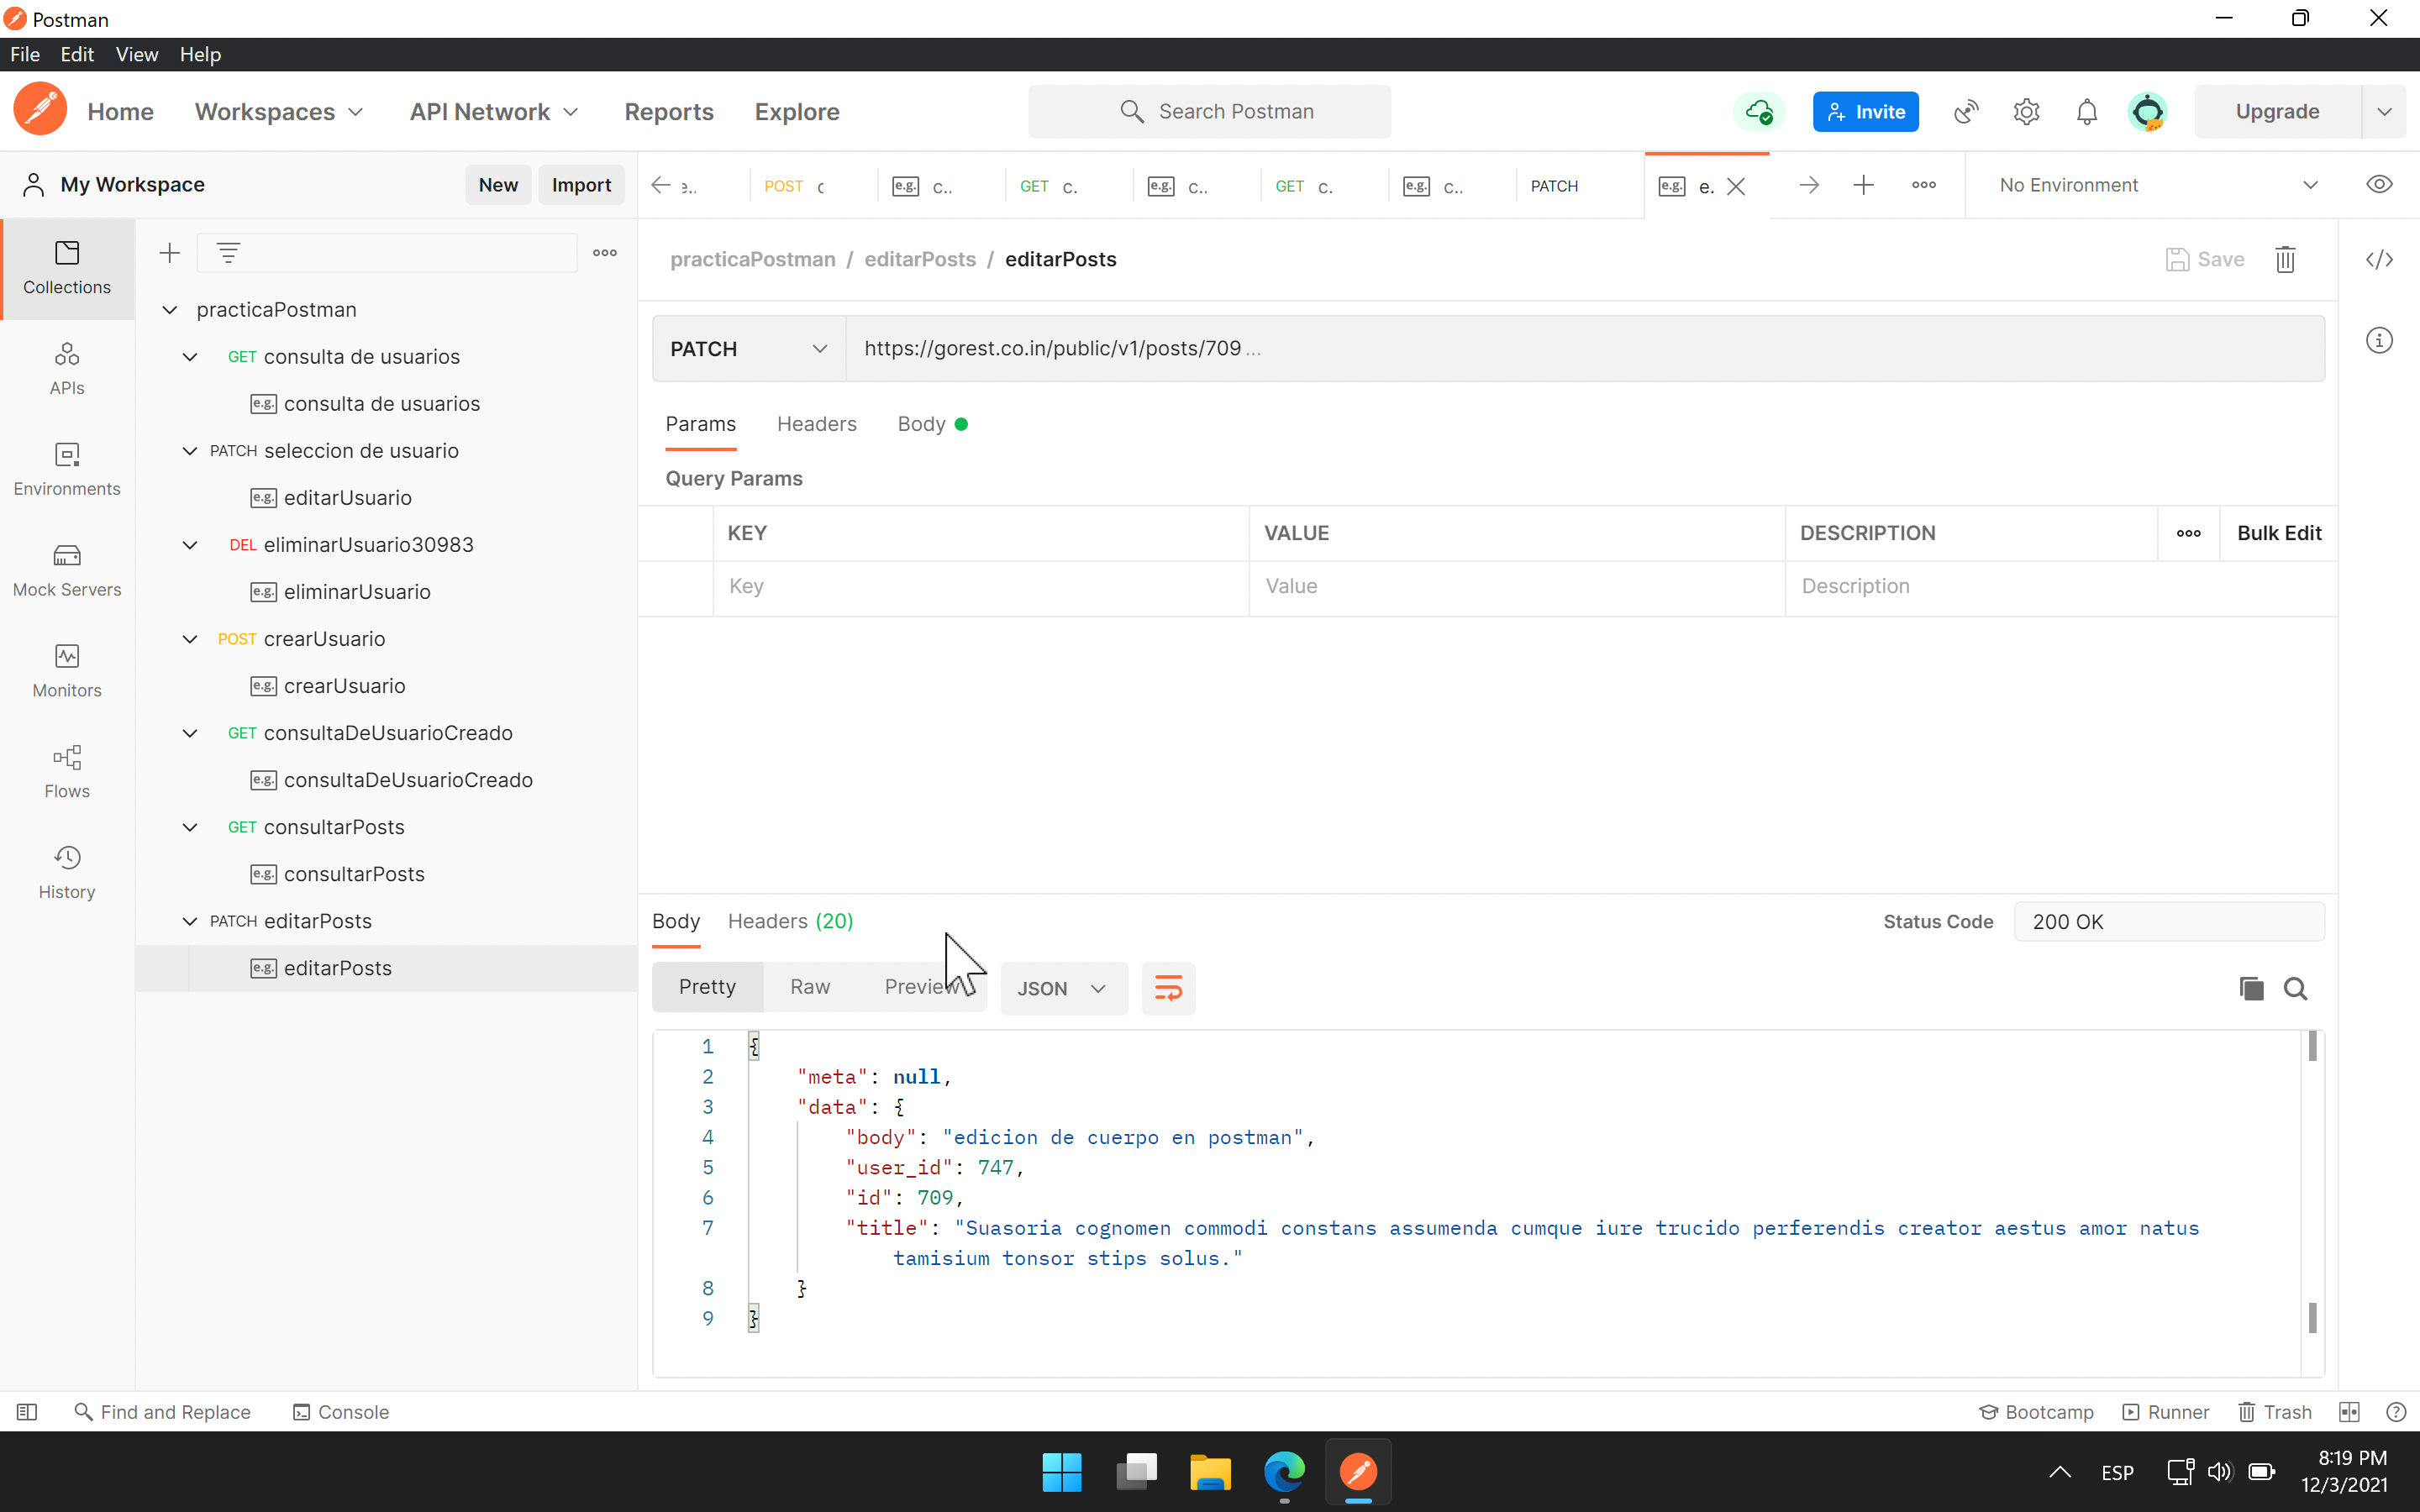 Postman
File Edit View Help
Home Workspaces API Network Reports Explore Search Postman Invite Upgrade
My Workspace New Import
e.. POST c e.g. c.. GET c. e.g. c.. GET c. e.g. c.. PATCH e.g. e. No Environment
Collections
APIs
Environments
Mock Servers
Monitors
Flows
History
practicaPostman
GET consulta de usuarios
e.g. consulta de usuarios
PATCH seleccion de usuario
e.g. editarUsuario
DEL eliminarUsuario30983
e.g. eliminarUsuario
POST crearUsuario
e.g. crearUsuario
GET consultaDeUsuarioCreado
e.g. consultaDeUsuarioCreado
GET consultarPosts
e.g. consultarPosts
PATCH editarPosts
e.g. editarPosts
practicaPostman / editarPosts / editarPosts Save
PATCH https://gorest.co.in/public/v1/posts/709 ...
Params Headers Body
Query Params
KEY VALUE DESCRIPTION Bulk Edit
Key Value Description
Body Headers (20) Status Code 200 OK
Pretty Raw Preview JSON
1 {
2 "meta": null,
3 "data": {
4 "body": "edicion de cuerpo en postman",
5 "user_id": 747,
6 "id": 709,
7 "title": "Suasoria cognomen commodi constans assumenda cumque iure trucido perferendis creator aestus amor natus
tamisium tonsor stips solus."
8 }
9 }
Find and Replace Console Bootcamp Runner Trash
ESP 8:19 PM
12/3/2021